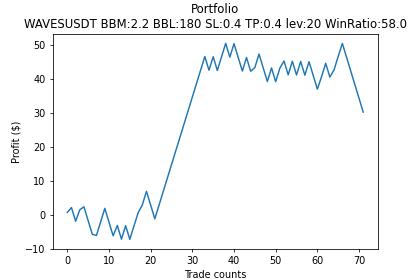 Portfolio
WAVESUSDT BBM:2.2 BBL:180 SL:0.4 TP:0.4 lev:20 WinRatio:58.0
50
40
30
20
10
0
−10
Profit ($)
0 10 20 30 40 50 60 70
Trade counts